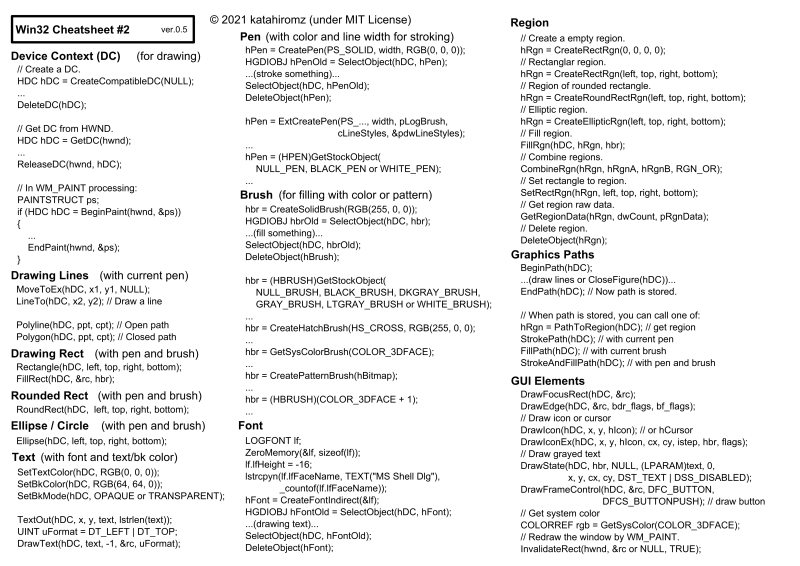 Win32 Cheatsheet #2 ver.0.5
© 2021 katahiromz (under MIT License)
Device Context (DC) (for drawing)
// Create a DC.
HDC hDC = CreateCompatibleDC(NULL);
...
DeleteDC(hDC);
// Get DC from HWND.
HDC hDC = GetDC(hwnd);
...
ReleaseDC(hwnd, hDC);
// In WM_PAINT processing:
PAINTSTRUCT ps;
if (HDC hDC = BeginPaint(hwnd, &ps))
{
...
EndPaint(hwnd, &ps);
}
Drawing Lines (with current pen)
MoveToEx(hDC, x1, y1, NULL);
LineTo(hDC, x2, y2); // Draw a line
Polyline(hDC, ppt, cpt); // Open path
Polygon(hDC, ppt, cpt); // Closed path
Drawing Rect (with pen and brush)
Rectangle(hDC, left, top, right, bottom);
FillRect(hDC, &rc, hbr);
Rounded Rect (with pen and brush)
RoundRect(hDC, left, top, right, bottom);
Ellipse / Circle (with pen and brush)
Ellipse(hDC, left, top, right, bottom);
Text (with font and text/bk color)
SetTextColor(hDC, RGB(0, 0, 0));
SetBkColor(hDC, RGB(64, 64, 0));
SetBkMode(hDC, OPAQUE or TRANSPARENT);
TextOut(hDC, x, y, text, lstrlen(text));
UINT uFormat = DT_LEFT | DT_TOP;
DrawText(hDC, text, -1, &rc, uFormat);
Pen (with color and line width for stroking)
hPen = CreatePen(PS_SOLID, width, RGB(0, 0, 0));
HGDIOBJ hPenOld = SelectObject(hDC, hPen);
...(stroke something)...
SelectObject(hDC, hPenOld);
DeleteObject(hPen);
hPen = ExtCreatePen(PS_..., width, pLogBrush,
cLineStyles, &pdwLineStyles);
...
hPen = (HPEN)GetStockObject(
NULL_PEN, BLACK_PEN or WHITE_PEN);
...
Brush (for filling with color or pattern)
hbr = CreateSolidBrush(RGB(255, 0, 0));
HGDIOBJ hbrOld = SelectObject(hDC, hbr);
...(fill something)...
SelectObject(hDC, hbrOld);
DeleteObject(hBrush);
hbr = (HBRUSH)GetStockObject(
NULL_BRUSH, BLACK_BRUSH, DKGRAY_BRUSH,
GRAY_BRUSH, LTGRAY_BRUSH or WHITE_BRUSH);
...
hbr = CreateHatchBrush(HS_CROSS, RGB(255, 0, 0);
...
hbr = GetSysColorBrush(COLOR_3DFACE);
...
hbr = CreatePatternBrush(hBitmap);
...
hbr = (HBRUSH)(COLOR_3DFACE + 1);
...
Font
LOGFONT lf;
ZeroMemory(&lf, sizeof(lf));
lf.lfHeight = -16;
lstrcpyn(lf.lfFaceName, TEXT("MS Shell Dlg"),
_countof(lf.lfFaceName));
hFont = CreateFontIndirect(&lf);
HGDIOBJ hFontOld = SelectObject(hDC, hFont);
...(drawing text)...
SelectObject(hDC, hFontOld);
DeleteObject(hFont);
Region
// Create a empty region.
hRgn = CreateRectRgn(0, 0, 0, 0);
// Rectanglar region.
hRgn = CreateRectRgn(left, top, right, bottom);
// Region of rounded rectangle.
hRgn = CreateRoundRectRgn(left, top, right, bottom);
// Elliptic region.
hRgn = CreateEllipticRgn(left, top, right, bottom);
// Fill region.
FillRgn(hDC, hRgn, hbr);
// Combine regions.
CombineRgn(hRgn, hRgnA, hRgnB, RGN_OR);
// Set rectangle to region.
SetRectRgn(hRgn, left, top, right, bottom);
// Get region raw data.
GetRegionData(hRgn, dwCount, pRgnData);
// Delete region.
DeleteObject(hRgn);
Graphics Paths
BeginPath(hDC);
...(draw lines or CloseFigure(hDC))...
EndPath(hDC); // Now path is stored.
// When path is stored, you can call one of:
hRgn = PathToRegion(hDC); // get region
StrokePath(hDC); // with current pen
FillPath(hDC); // with current brush
StrokeAndFillPath(hDC); // with pen and brush
GUI Elements
DrawFocusRect(hDC, &rc);
DrawEdge(hDC, &rc, bdr_flags, bf_flags);
// Draw icon or cursor
DrawIcon(hDC, x, y, hIcon); // or hCursor
DrawIconEx(hDC, x, y, hIcon, cx, cy, istep, hbr, flags);
// Draw grayed text
DrawState(hDC, hbr, NULL, (LPARAM)text, 0,
x, y, cx, cy, DST_TEXT | DSS_DISABLED);
DrawFrameControl(hDC, &rc, DFC_BUTTON,
DFCS_BUTTONPUSH); // draw button
// Get system color
COLORREF rgb = GetSysColor(COLOR_3DFACE);
// Redraw the window by WM_PAINT.
InvalidateRect(hwnd, &rc or NULL, TRUE);